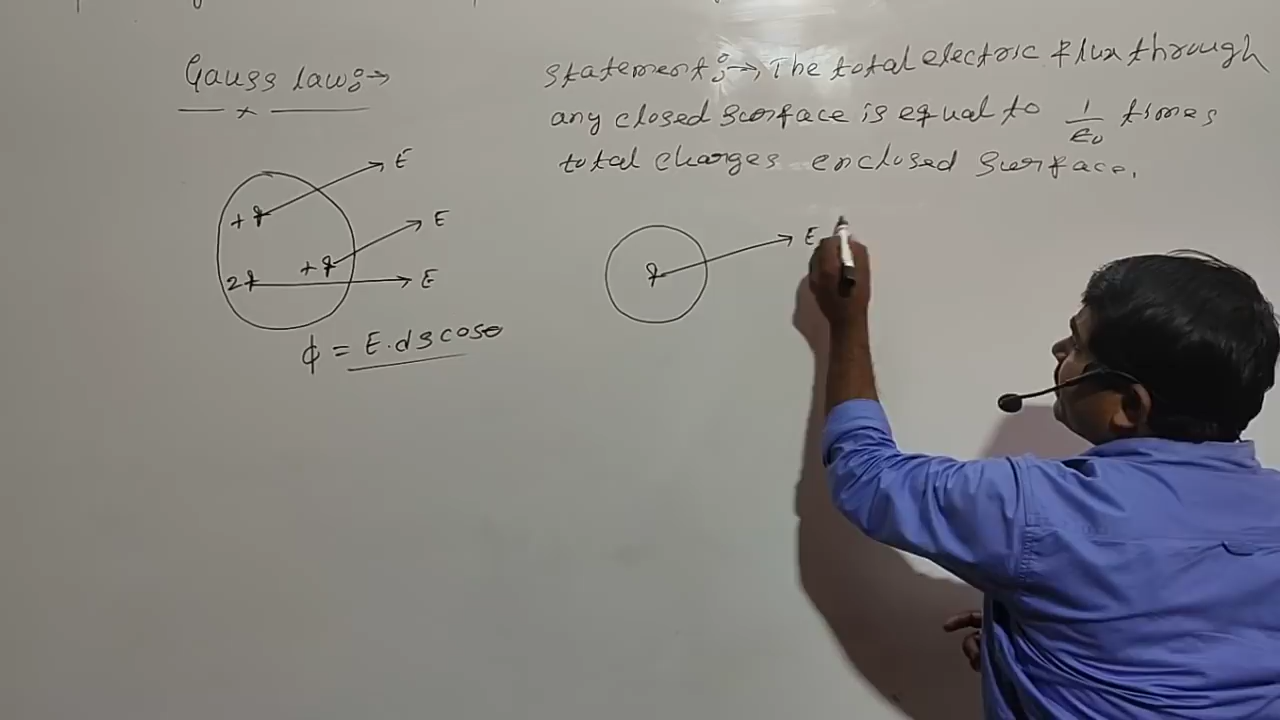 Gauss law:→
Statement:→ The total electric flux through
any closed surface is equal to 1/ε0 times
total charges enclosed surface.
E
+q
E
+q
2q
E
ϕ = E.ds cosθ
q
E